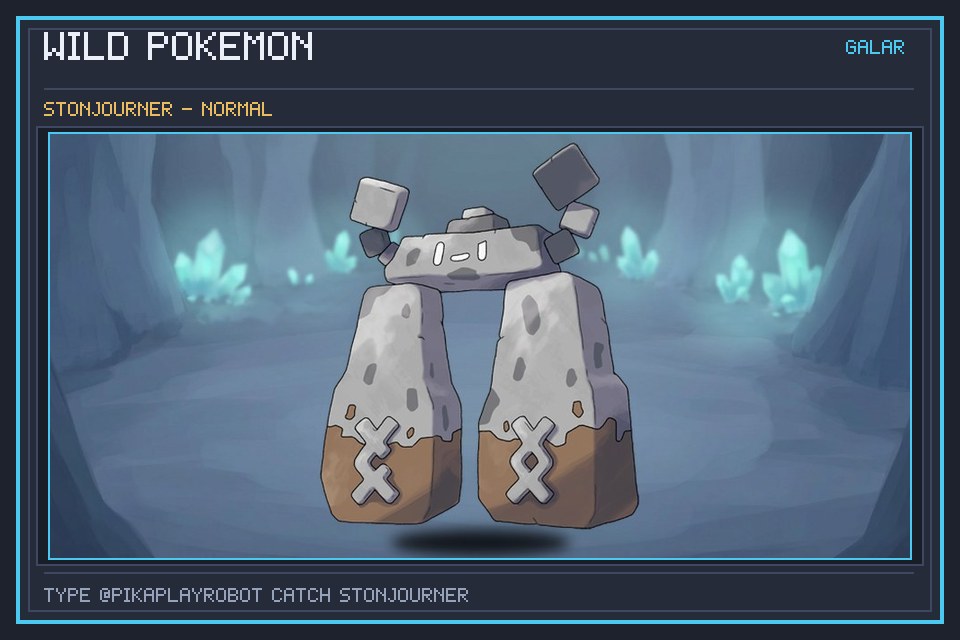 WILD POKEMON
GALAR
STONJOURNER - NORMAL
TYPE @PIKAPLAYROBOT CATCH STONJOURNER